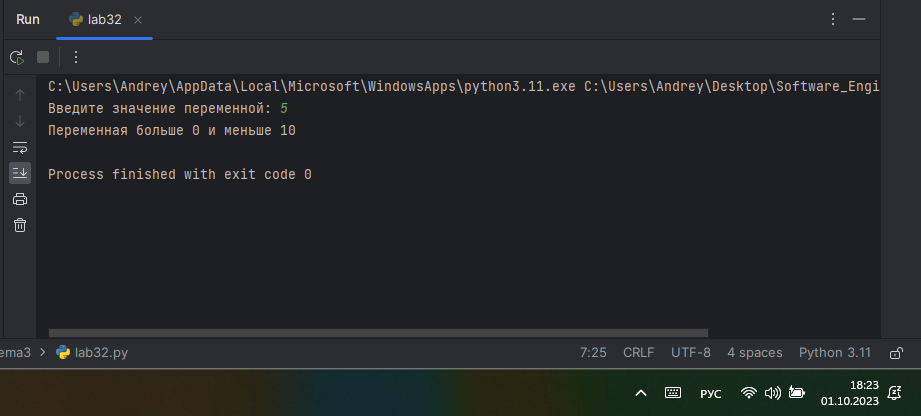 Run lab32
C:\Users\Andrey\AppData\Local\Microsoft\WindowsApps\python3.11.exe C:\Users\Andrey\Desktop\Software_Engi
Введите значение переменной: 5
Переменная больше 0 и меньше 10
Process finished with exit code 0
ema3 > lab32.py 7:25 CRLF UTF-8 4 spaces Python 3.11
РУС 18:23
01.10.2023